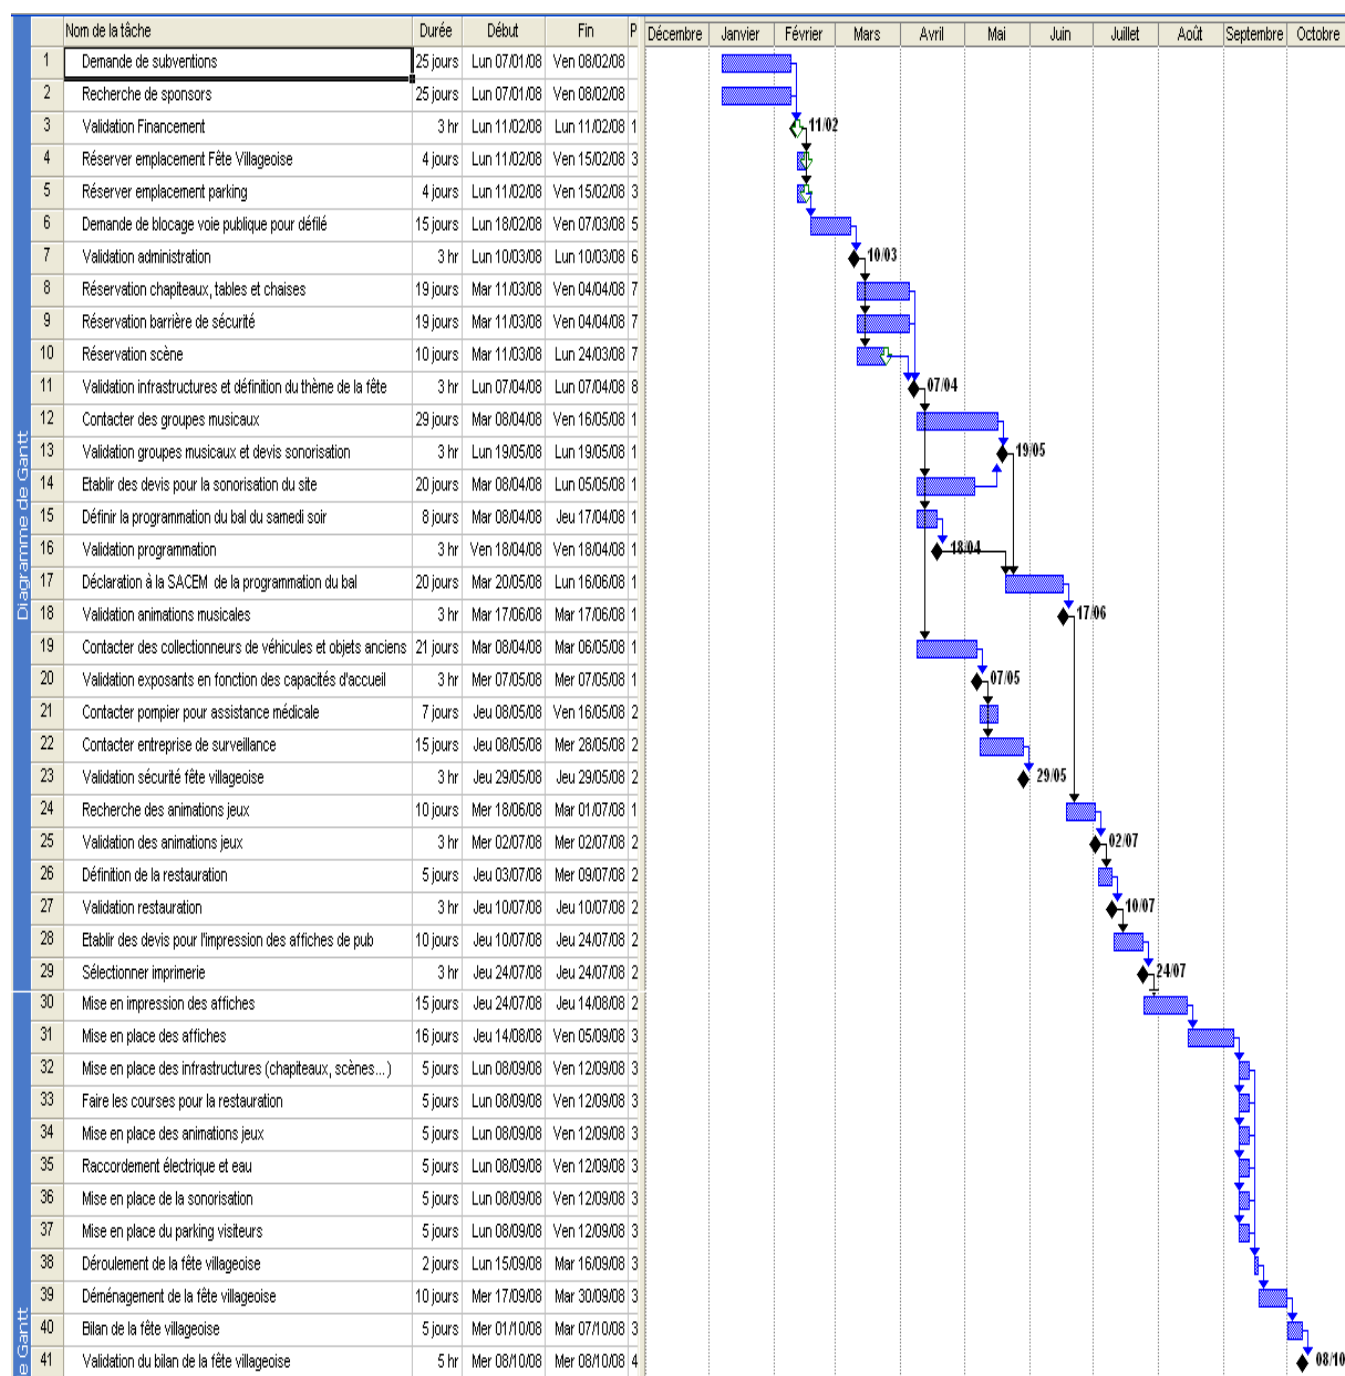 Nom de la tâche Durée Début Fin P Décembre Janvier Février Mars Avril Mai Juin Juillet Août Septembre Octobre
1 Demande de subventions 25 jours Lun 07/01/08 Ven 08/02/08
2 Recherche de sponsors 25 jours Lun 07/01/08 Ven 08/02/08
3 Validation Financement 3 hr Lun 11/02/08 Lun 11/02/08 1 11/02
4 Réserver emplacement Fête Villageoise 4 jours Lun 11/02/08 Ven 15/02/08 3
5 Réserver emplacement parking 4 jours Lun 11/02/08 Ven 15/02/08 3
6 Demande de blocage voie publique pour défilé 15 jours Lun 18/02/08 Ven 07/03/08 5
7 Validation administration 3 hr Lun 10/03/08 Lun 10/03/08 6 10/03
8 Réservation chapiteaux, tables et chaises 19 jours Mar 11/03/08 Ven 04/04/08 7
9 Réservation barrière de sécurité 19 jours Mar 11/03/08 Ven 04/04/08 7
10 Réservation scène 10 jours Mar 11/03/08 Lun 24/03/08 7
11 Validation infrastructures et définition du thème de la fête 3 hr Lun 07/04/08 Lun 07/04/08 8 07/04
12 Contacter des groupes musicaux 29 jours Mar 08/04/08 Ven 16/05/08 1
13 Validation groupes musicaux et devis sonorisation 3 hr Lun 19/05/08 Lun 19/05/08 1 19/05
14 Etablir des devis pour la sonorisation du site 20 jours Mar 08/04/08 Lun 05/05/08 1
15 Définir la programmation du bal du samedi soir 8 jours Mar 08/04/08 Jeu 17/04/08 1
16 Validation programmation 3 hr Ven 18/04/08 Ven 18/04/08 1 18/04
17 Déclaration à la SACEM de la programmation du bal 20 jours Mar 20/05/08 Lun 16/06/08 1
18 Validation animations musicales 3 hr Mar 17/06/08 Mar 17/06/08 1 17/06
19 Contacter des collectionneurs de véhicules et objets anciens 21 jours Mar 08/04/08 Mar 06/05/08 1
20 Validation exposants en fonction des capacités d'accueil 3 hr Mer 07/05/08 Mer 07/05/08 1 07/05
21 Contacter pompier pour assistance médicale 7 jours Jeu 08/05/08 Ven 16/05/08 2
22 Contacter entreprise de surveillance 15 jours Jeu 08/05/08 Mer 28/05/08 2
23 Validation sécurité fête villageoise 3 hr Jeu 29/05/08 Jeu 29/05/08 2 29/05
24 Recherche des animations jeux 10 jours Mer 18/06/08 Mar 01/07/08 1
25 Validation des animations jeux 3 hr Mer 02/07/08 Mer 02/07/08 2 02/07
26 Définition de la restauration 5 jours Jeu 03/07/08 Mer 09/07/08 2
27 Validation restauration 3 hr Jeu 10/07/08 Jeu 10/07/08 2 10/07
28 Etablir des devis pour l'impression des affiches de pub 10 jours Jeu 10/07/08 Jeu 24/07/08 2
29 Sélectionner imprimerie 3 hr Jeu 24/07/08 Jeu 24/07/08 2 24/07
30 Mise en impression des affiches 15 jours Jeu 24/07/08 Jeu 14/08/08 2
31 Mise en place des affiches 16 jours Jeu 14/08/08 Ven 05/09/08 3
32 Mise en place des infrastructures (chapiteaux, scènes...) 5 jours Lun 08/09/08 Ven 12/09/08 3
33 Faire les courses pour la restauration 5 jours Lun 08/09/08 Ven 12/09/08 3
34 Mise en place des animations jeux 5 jours Lun 08/09/08 Ven 12/09/08 3
35 Raccordement électrique et eau 5 jours Lun 08/09/08 Ven 12/09/08 3
36 Mise en place de la sonorisation 5 jours Lun 08/09/08 Ven 12/09/08 3
37 Mise en place du parking visiteurs 5 jours Lun 08/09/08 Ven 12/09/08 3
38 Déroulement de la fête villageoise 2 jours Lun 15/09/08 Mar 16/09/08 3
39 Déménagement de la fête villageoise 10 jours Mer 17/09/08 Mar 30/09/08 3
40 Bilan de la fête villageoise 5 jours Mer 01/10/08 Mar 07/10/08 3
41 Validation du bilan de la fête villageoise 5 hr Mer 08/10/08 Mer 08/10/08 4 08/10
Diagramme de Gantt
e Gantt